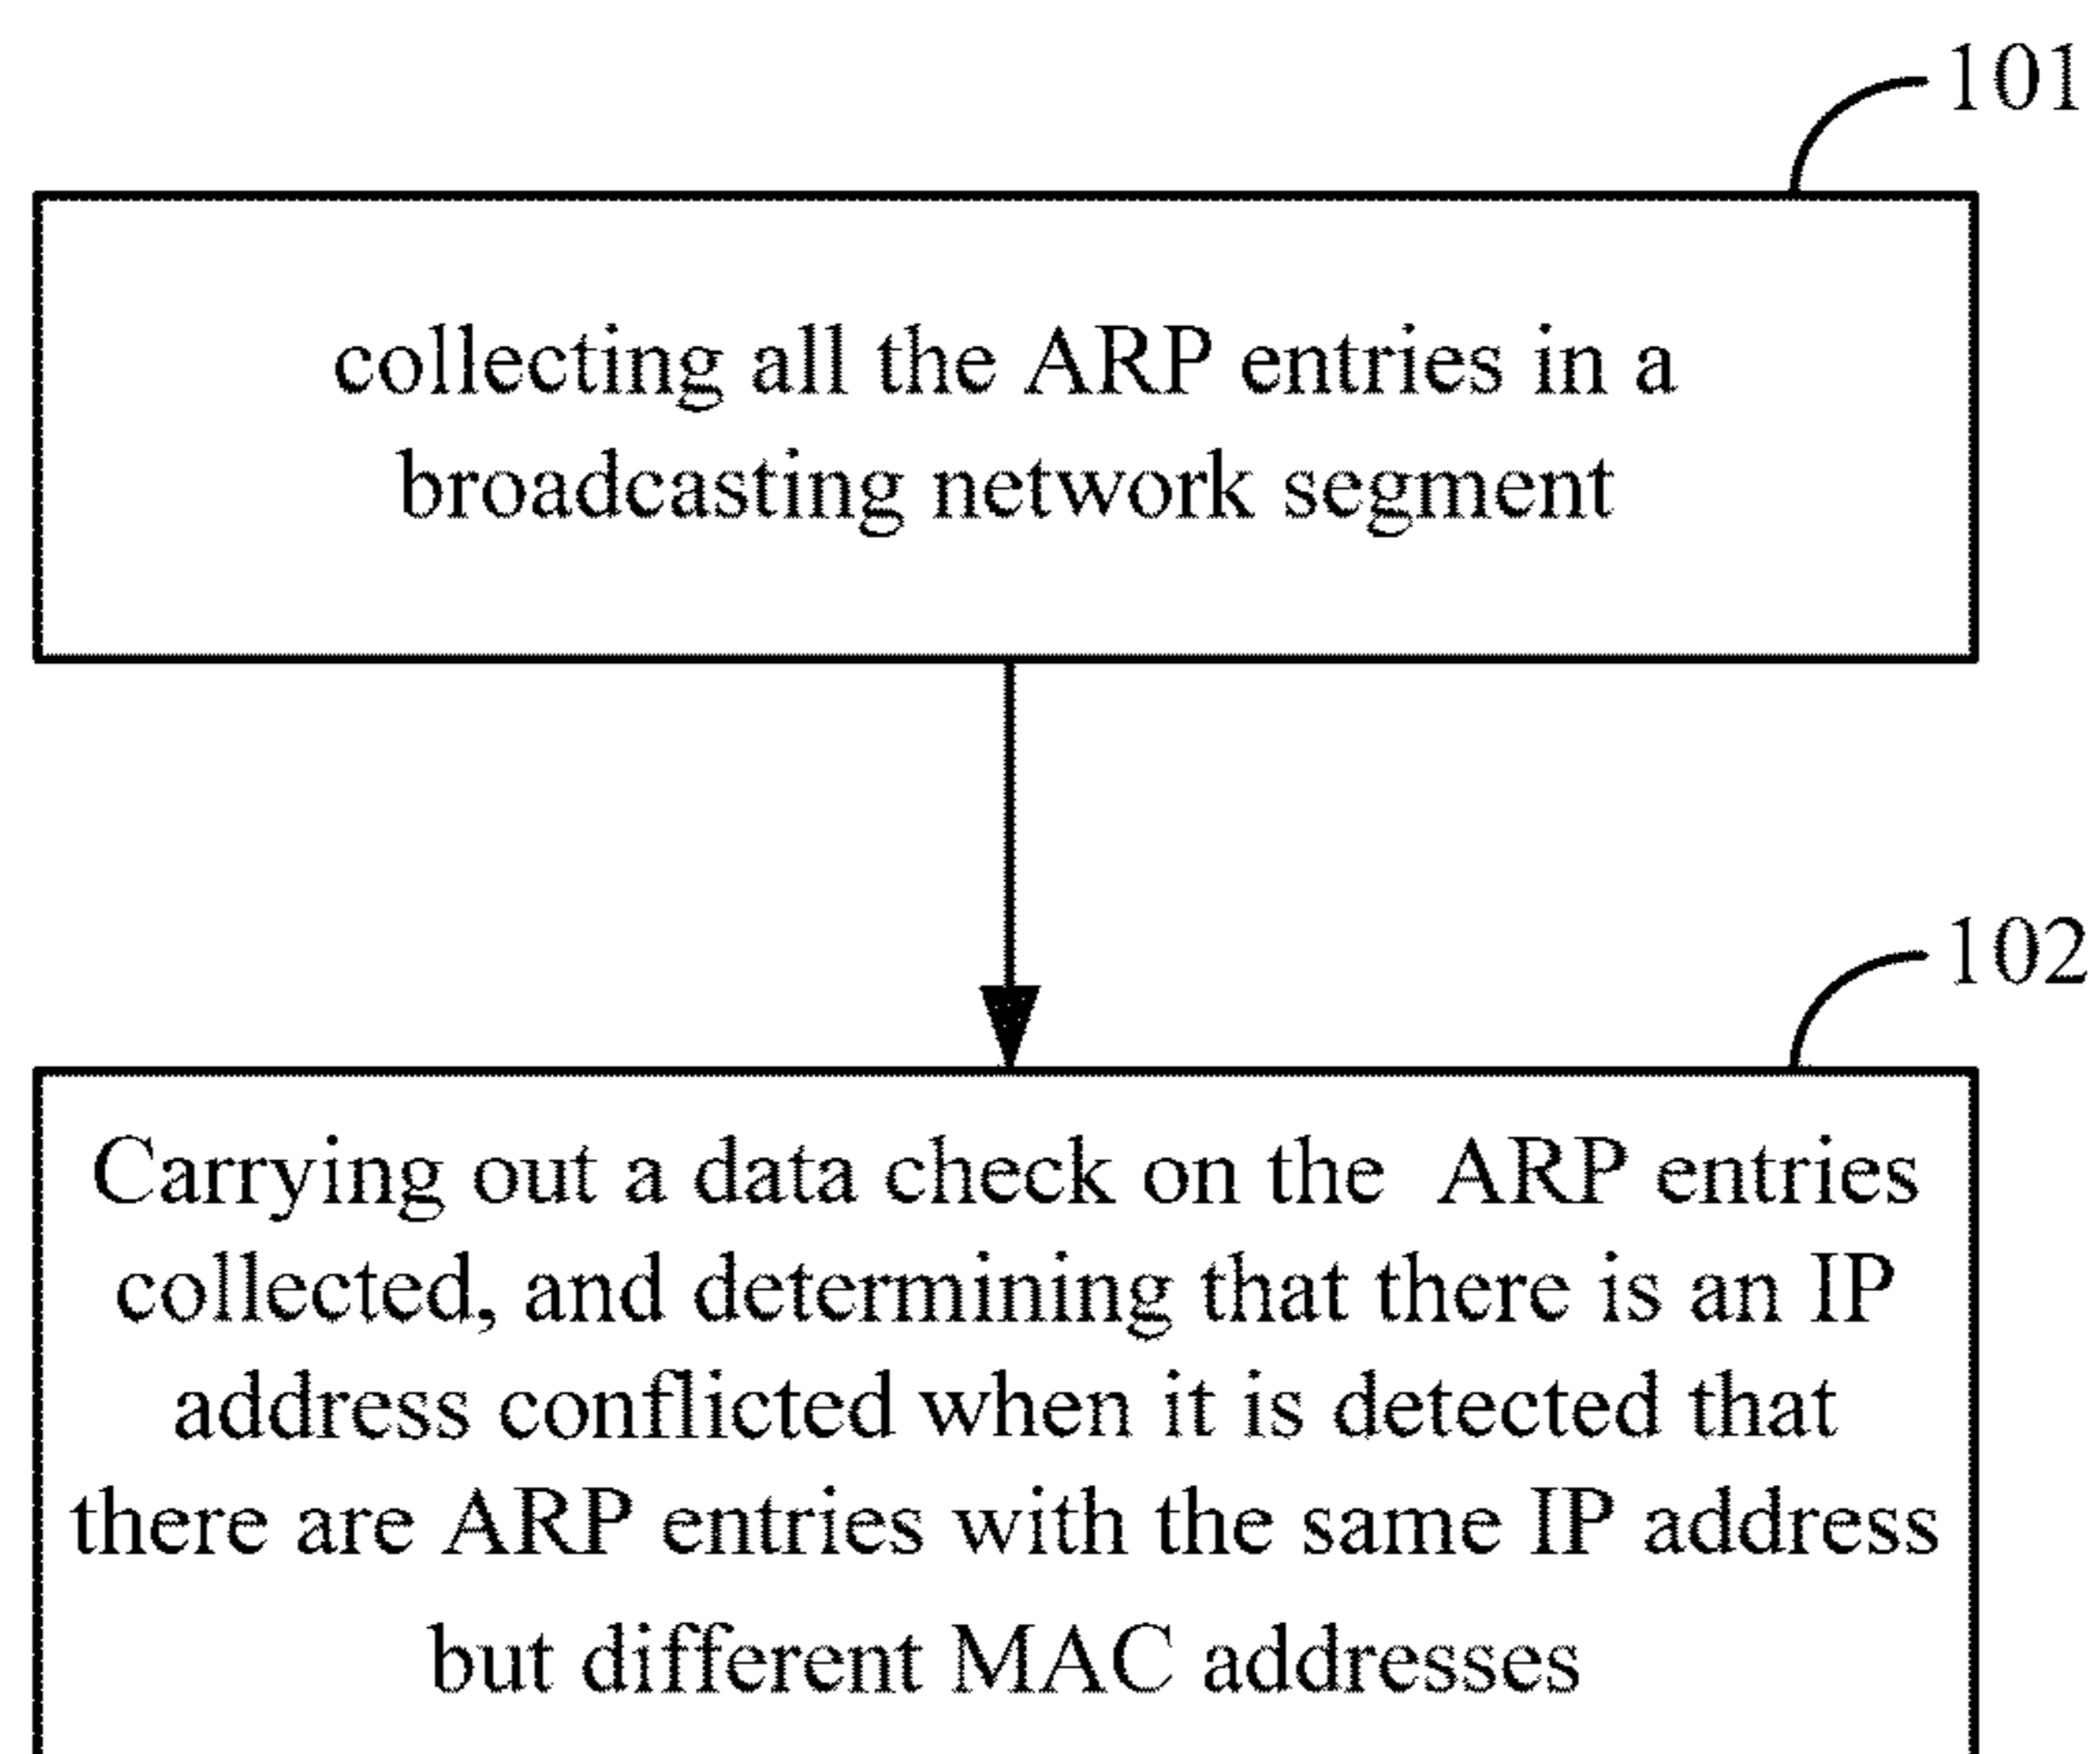 101
collecting all the ARP entries in a
broadcasting network segment
102
Carrying out a data check on the ARP entries
collected, and determining that there is an IP
address conflicted when it is detected that
there are ARP entries with the same IP address
but different MAC addresses